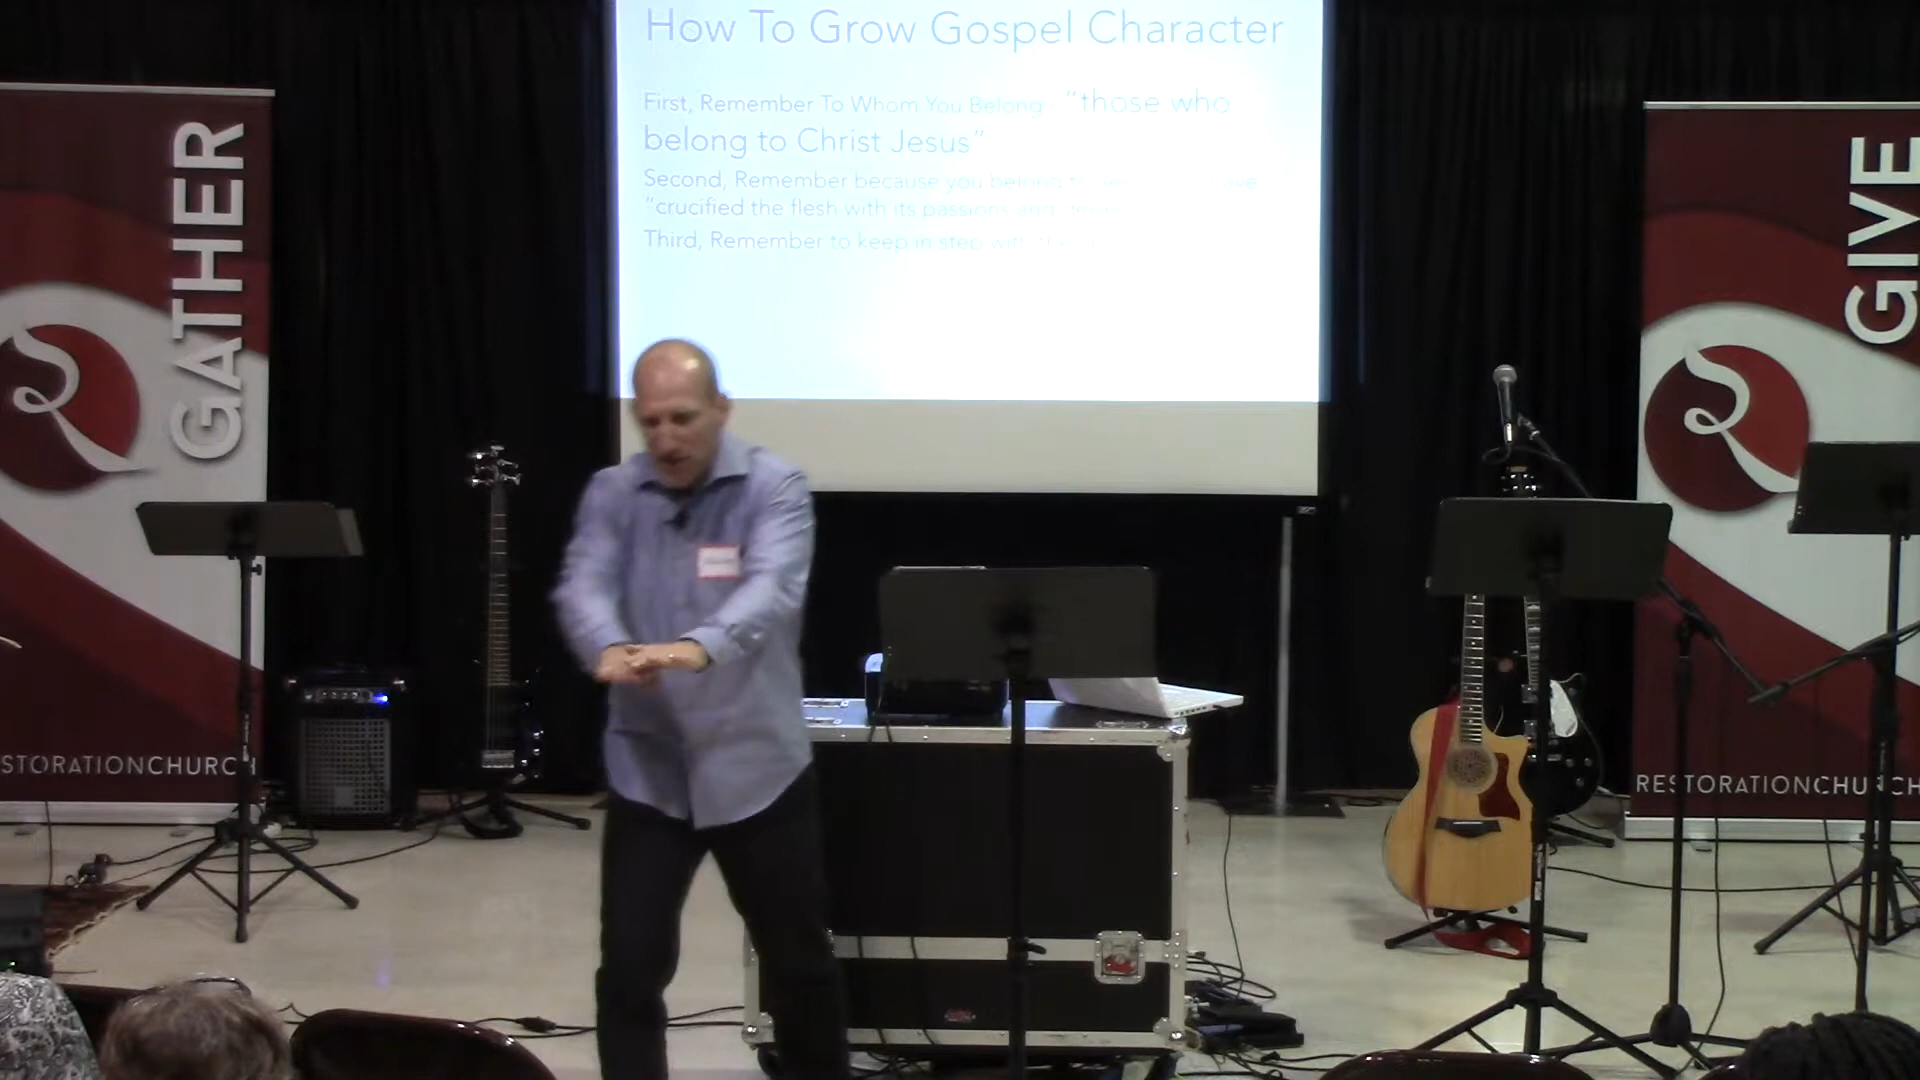 How To Grow Gospel Character
First, Remember To Whom You Belong - "those who
belong to Christ Jesus"
Second, Remember because you belong
"crucified the flesh with its passions and
Third, Remember to keep in step with
GATHER
STORATIONCHURCH
GIVE
RESTORATIONCHURCH